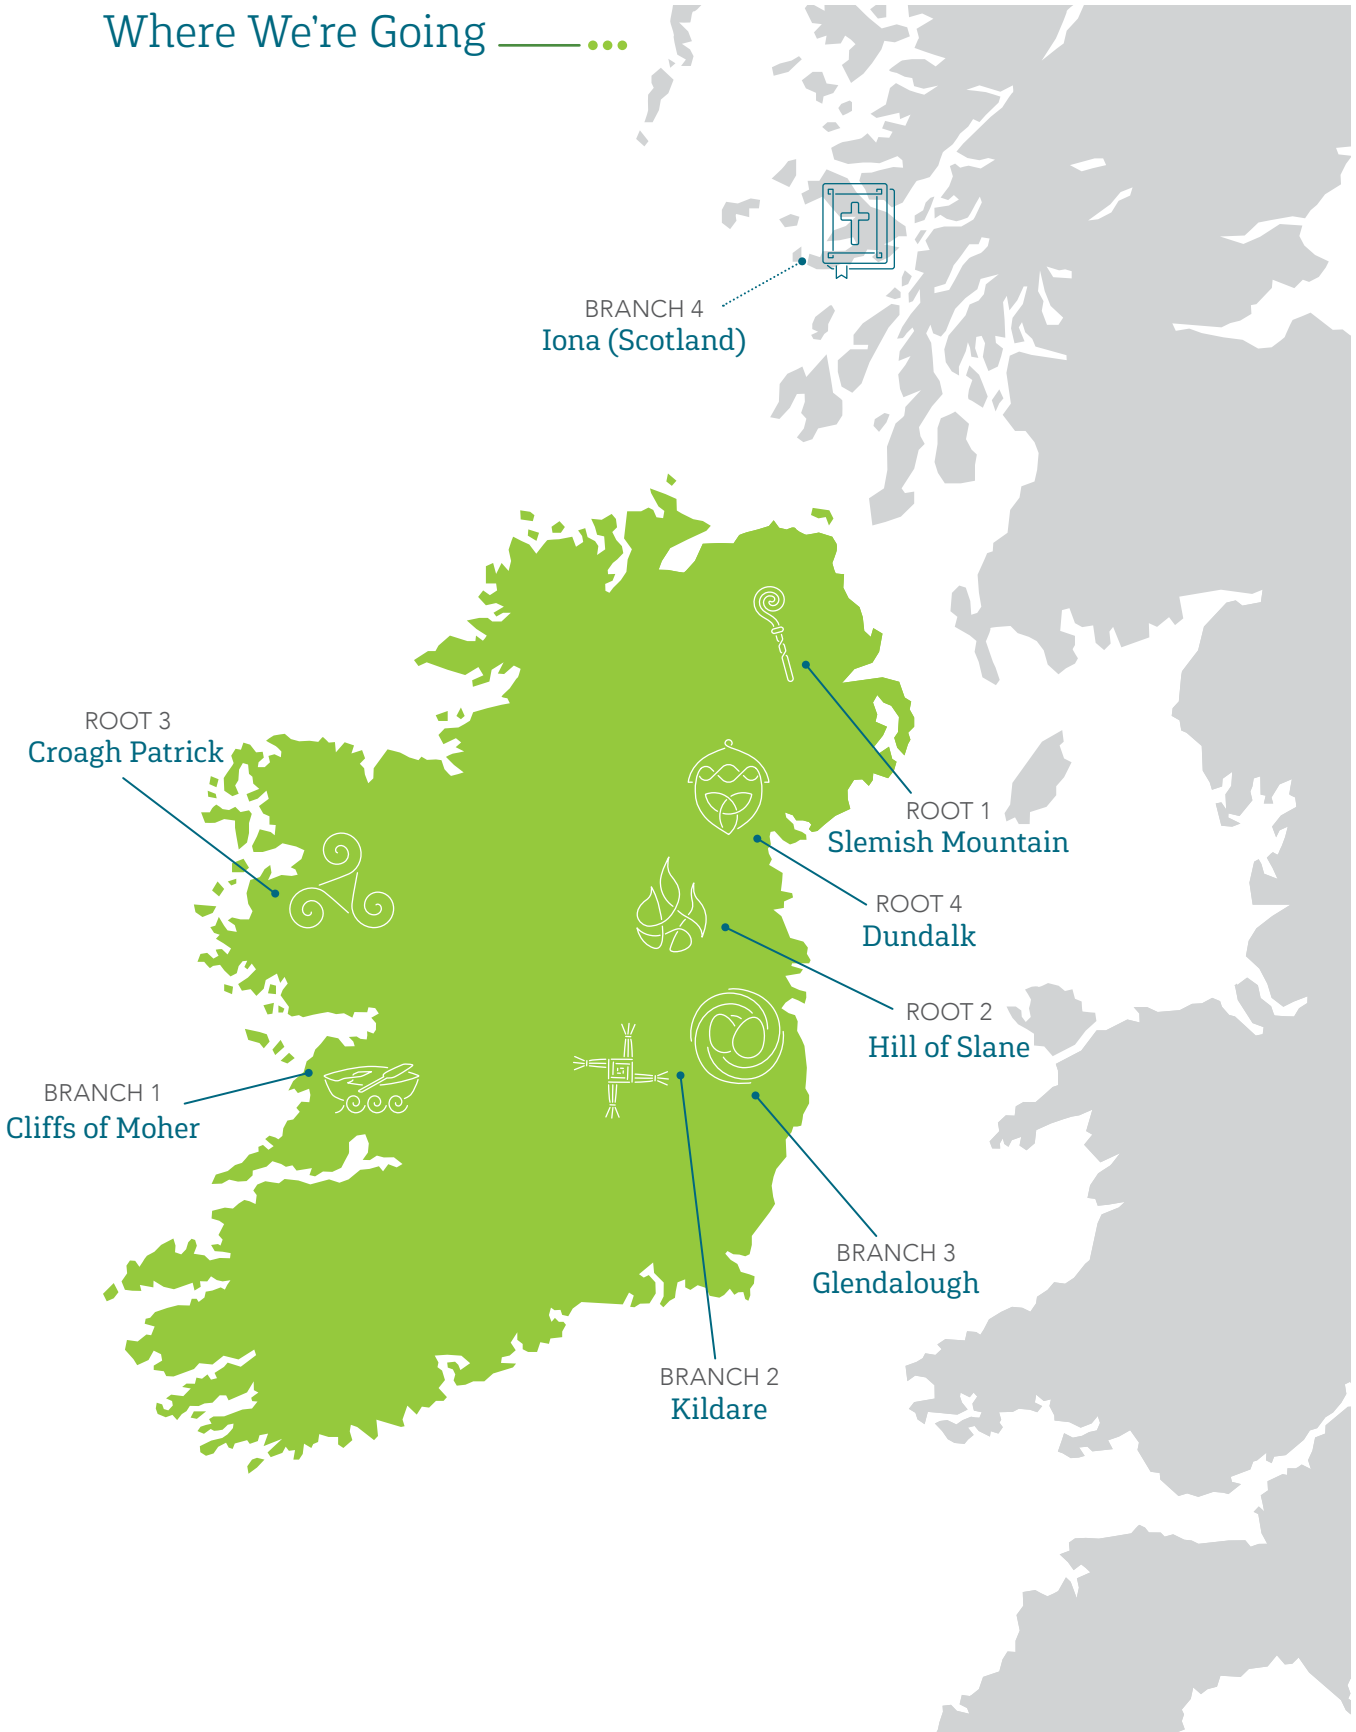 Where We're Going
BRANCH 4
Iona (Scotland)
ROOT 3
Croagh Patrick
ROOT 1
Slemish Mountain
ROOT 4
Dundalk
ROOT 2
Hill of Slane
BRANCH 1
Cliffs of Moher
BRANCH 3
Glendalough
BRANCH 2
Kildare